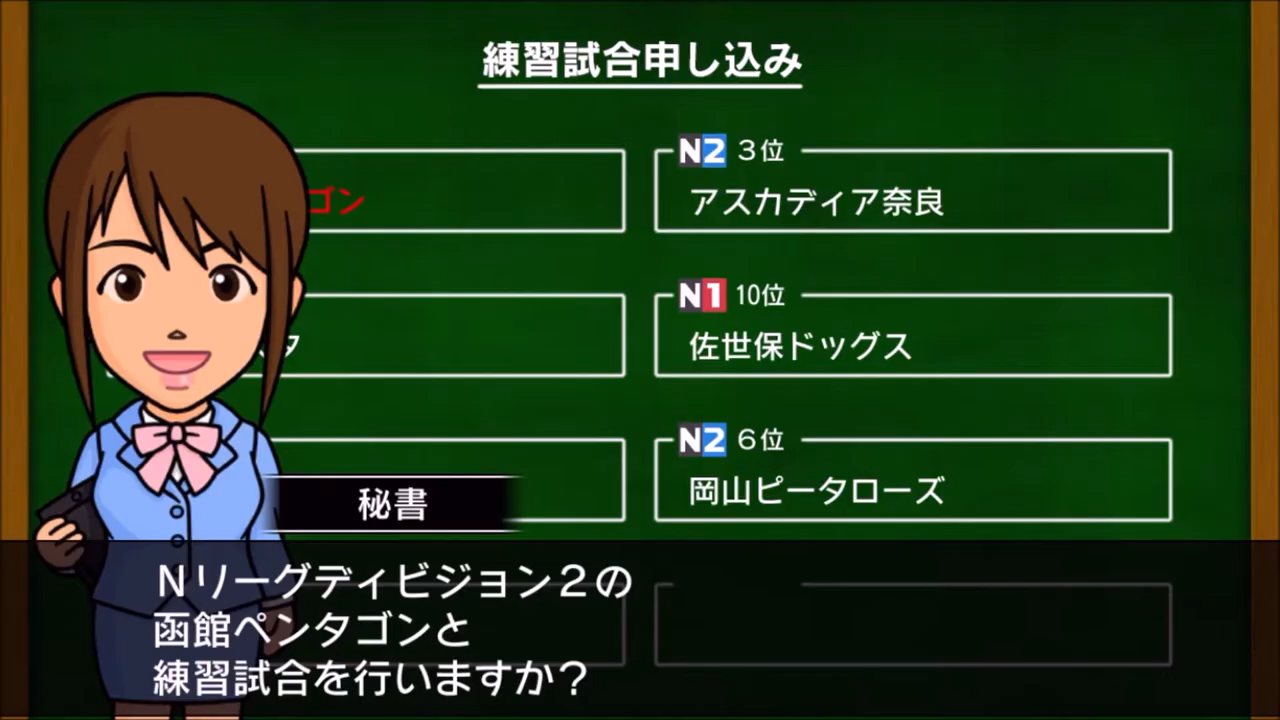 練習試合申し込み
ゴン
N2 3位
アスカディア奈良
タ
N1 10位
佐世保ドッグス
N2 6位
岡山ピータローズ
秘書
Nリーグディビジョン2の
函館ペンタゴンと
練習試合を行いますか?